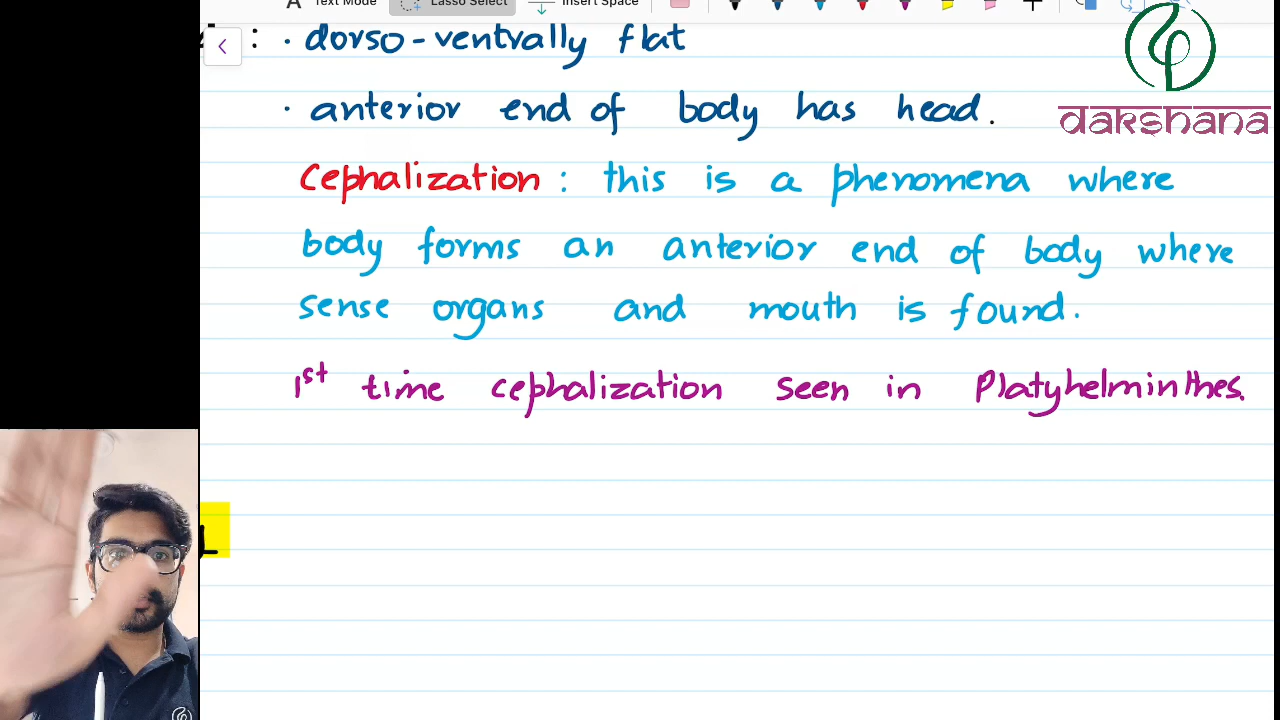 Text Mode Lasso Select Insert Space
: · dorso-ventrally flat
· anterior end of body has head.
dakshana
Cephalization : this is a phenomena where
body forms an anterior end of body where
sense organs and mouth is found.
1st time cephalization seen in Platyhelminthes.